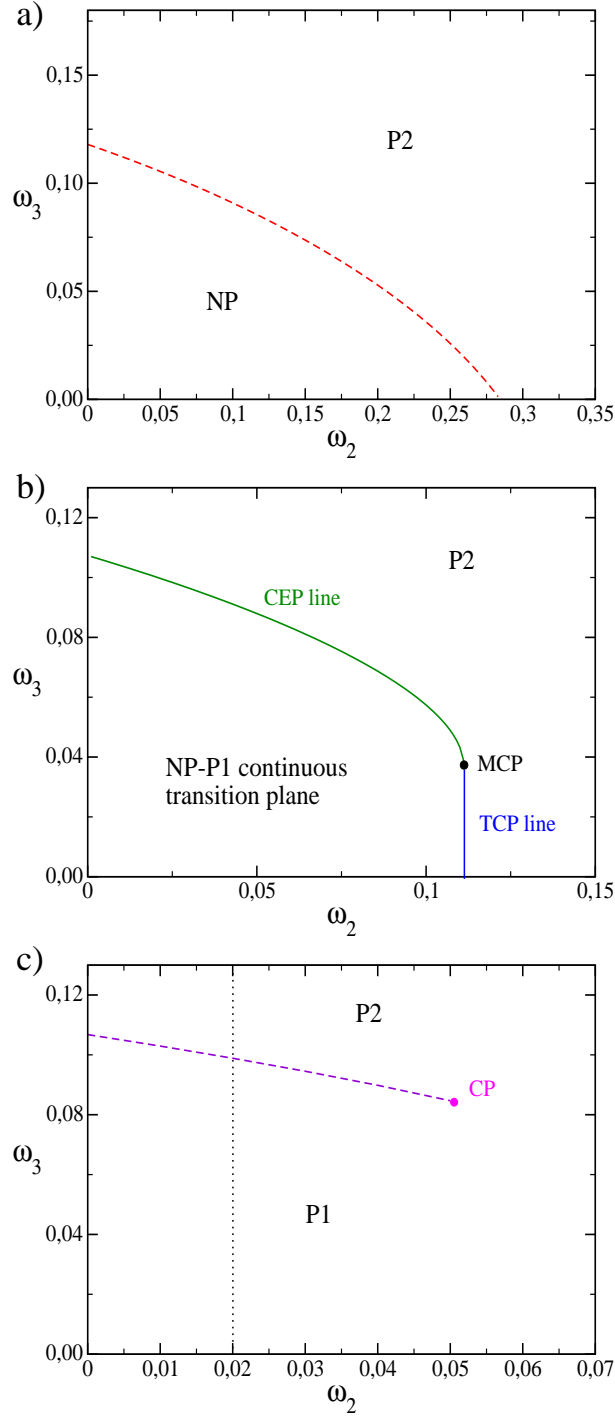 a)
0,15
P2
ω3
0,10
NP
0,05
0,00
0 0,05 0,1 0,15 0,2 0,25 0,3 0,35
ω2
b)
0,12
P2
CEP line
0,08
ω3
0,04
MCP
NP-P1 continuous
transition plane
TCP line
0,00
0 0,05 0,1 0,15
ω2
c)
0,12
P2
CP
0,08
ω3
P1
0,04
0,00
0 0,01 0,02 0,03 0,04 0,05 0,06 0,07
ω2